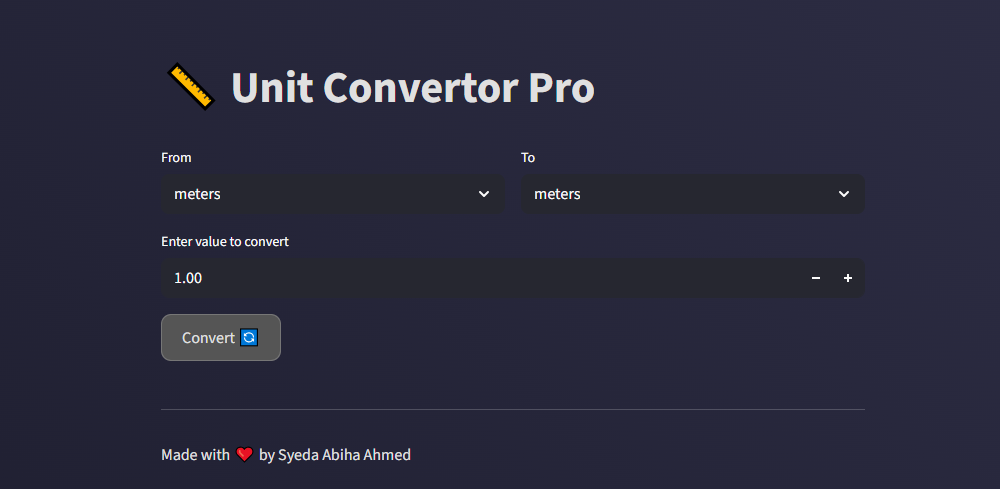 Unit Convertor Pro
From To
meters meters
Enter value to convert
1.00 − +
Convert
Made with ❤️ by Syeda Abiha Ahmed